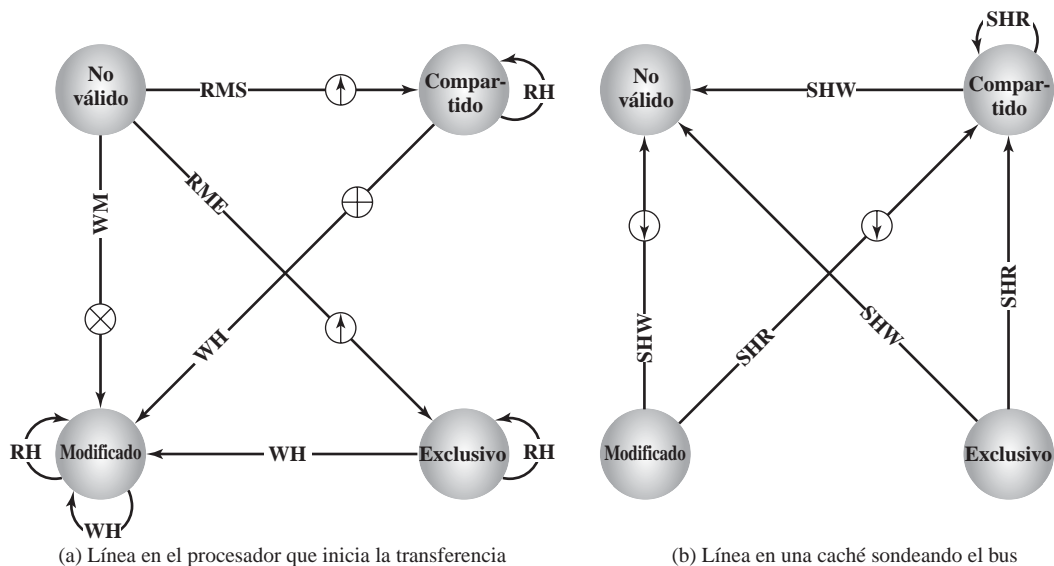 No
válido
RMS
Compar-
tido
RH
WM
RME
WH
RH
Modificado
WH
WH
Exclusivo
RH
(a) Línea en el procesador que inicia la transferencia
SHR
No
válido
SHW
Compar-
tido
SHW
SHR
SHW
SHR
Modificado
Exclusivo
(b) Línea en una caché sondeando el bus